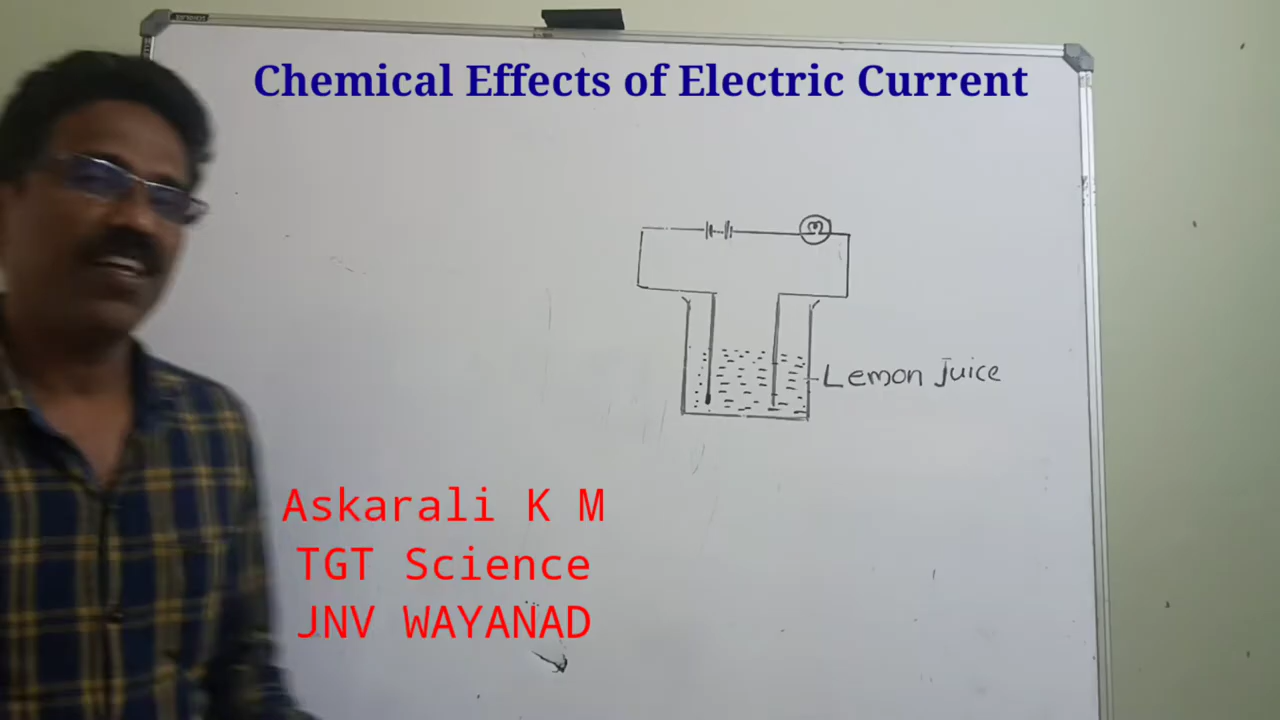 Chemical Effects of Electric Current
Lemon Juice
Askarali K M
TGT Science
JNV WAYANAD